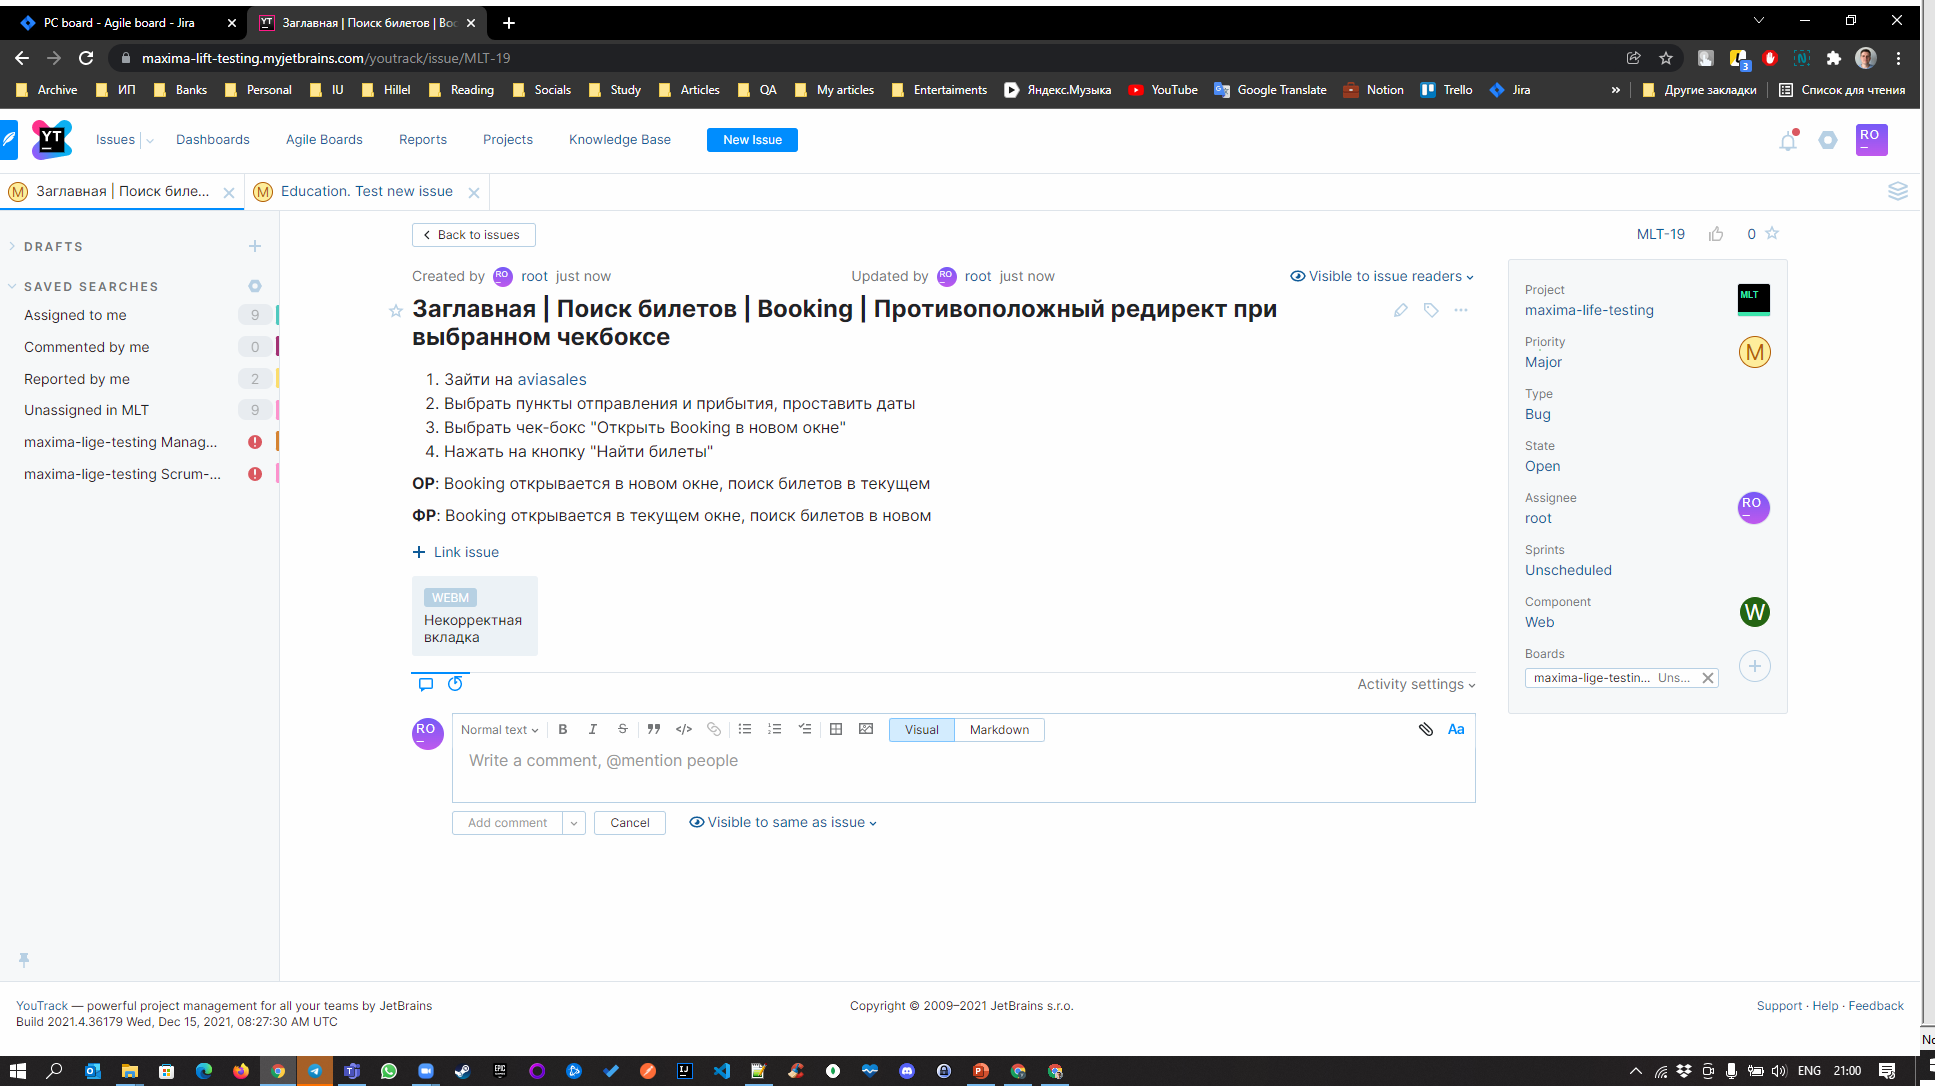 PC board - Agile board - Jira
Заглавная | Поиск билетов | Boo
maxima-lift-testing.myjetbrains.com/youtrack/issue/MLT-19
3
Archive ИП Banks Personal IU Hillel Reading Socials Study Articles QA My articles Entertaiments Яндекс.Музыка YouTube Google Translate Notion Trello Jira » Другие закладки Список для чтения
YT Issues Dashboards Agile Boards Reports Projects Knowledge Base New Issue RO
M Заглавная | Поиск биле... M Education. Test new issue
DRAFTS
SAVED SEARCHES
Assigned to me 9
Commented by me 0
Reported by me 2
Unassigned in MLT 9
maxima-lige-testing Manag...
maxima-lige-testing Scrum-...
Back to issues
MLT-19 0
Created by RO root just now Updated by RO root just now Visible to issue readers
Заглавная | Поиск билетов | Booking | Противоположный редирект при
выбранном чекбоксе
1. Зайти на aviasales
2. Выбрать пункты отправления и прибытия, проставить даты
3. Выбрать чек-бокс "Открыть Booking в новом окне"
4. Нажать на кнопку "Найти билеты"
ОР: Booking открывается в новом окне, поиск билетов в текущем
ФР: Booking открывается в текущем окне, поиск билетов в новом
+ Link issue
WEBM
Некорректная
вкладка
Activity settings
RO
Normal text B I S Visual Markdown Aa
Write a comment, @mention people
Add comment Cancel Visible to same as issue
Project
maxima-life-testing
MLT
Priority
Major
M
Type
Bug
State
Open
Assignee
root
RO
Sprints
Unscheduled
Component
Web
W
Boards
maxima-lige-testin... Uns...
YouTrack — powerful project management for all your teams by JetBrains
Build 2021.4.36179 Wed, Dec 15, 2021, 08:27:30 AM UTC
Copyright © 2009–2021 JetBrains s.r.o.
Support · Help · Feedback
ENG 21:00